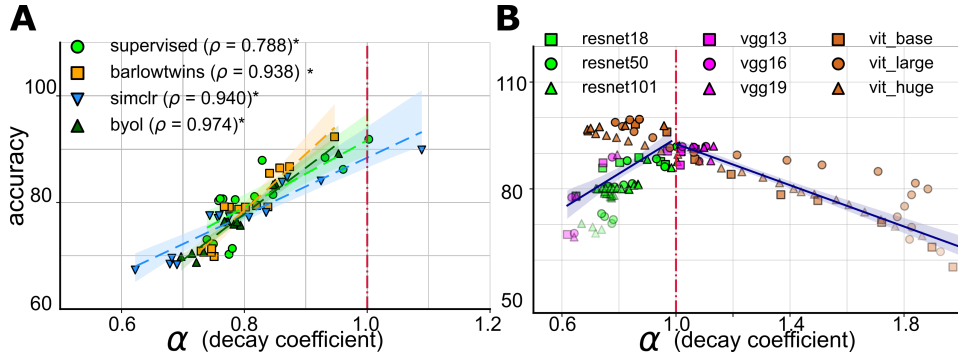 A
supervised (ρ = 0.788)*
barlowtwins (ρ = 0.938) *
simclr (ρ = 0.940)*
byol (ρ = 0.974)*
accuracy
100
80
60
0.6 0.8 1.0 1.2
α (decay coefficient)
B
resnet18 vgg13 vit_base
resnet50 vgg16 vit_large
resnet101 vgg19 vit_huge
110
80
50
0.6 1.0 1.4 1.8
α (decay coefficient)